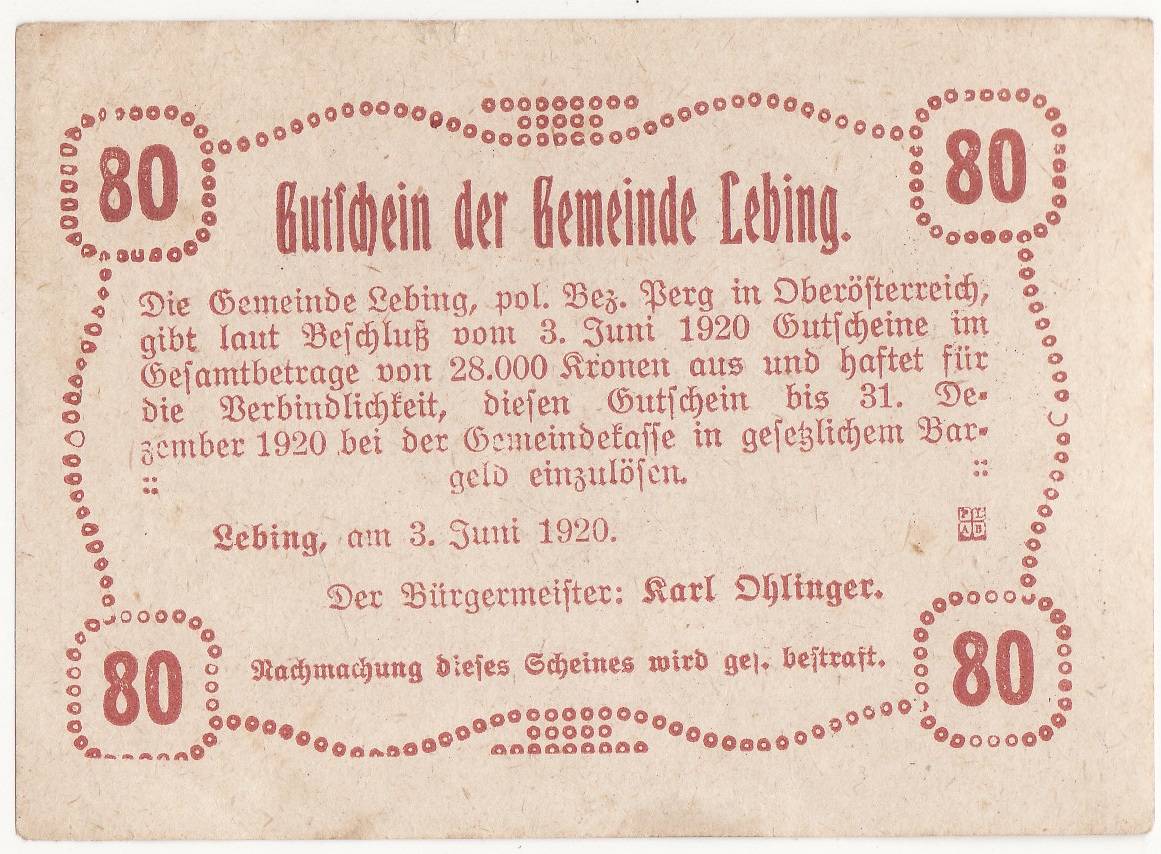 80
80
Gutschein der Gemeinde Lebing.
Die Gemeinde Lebing, pol. Bez. Perg in Oberösterreich,
gibt laut Beschluß vom 3. Juni 1920 Gutscheine im
Gesamtbetrage von 28.000 Kronen aus und haftet für
die Verbindlichkeit, diesen Gutschein bis 31. De-
zember 1920 bei der Gemeindekasse in gesetzlichem Bar-
:: geld einzulösen. ::
Lebing, am 3. Juni 1920.
PL
AB
Der Bürgermeister: Karl Ohlinger.
Nachmachung dieses Scheines wird ges. bestraft.
80
80